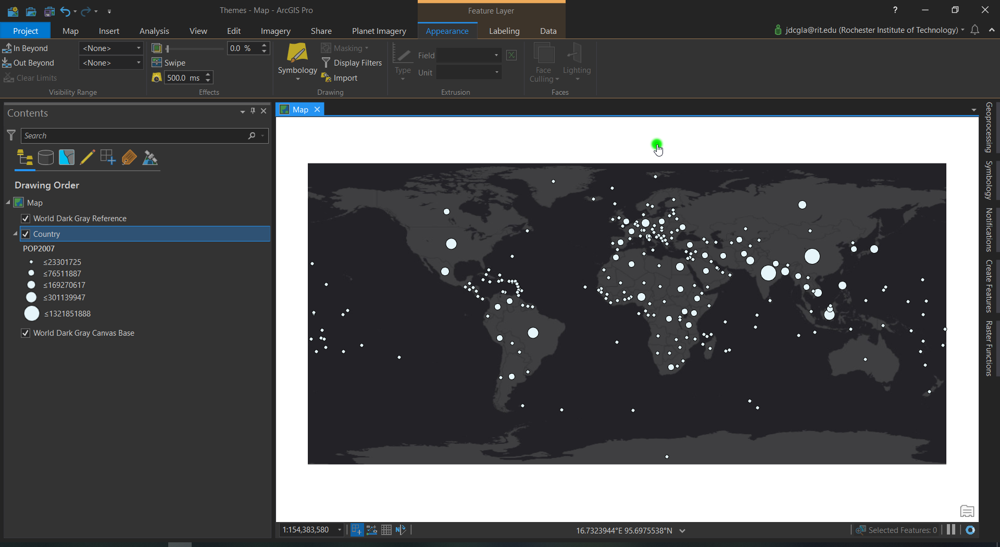 Themes - Map - ArcGIS Pro
Feature Layer
?
Project
Map
Insert
Analysis
View
Edit
Imagery
Share
Planet Imagery
Appearance
Labeling
Data
jdcgla@rit.edu (Rochester Institute of Technology)
In Beyond
<None>
Out Beyond
<None>
Clear Limits
Visibility Range
0.0 %
Swipe
500.0 ms
Effects
Symbology
Masking
Display Filters
Import
Drawing
Type
Field
Unit
Extrusion
Face
Culling
Lighting
Faces
Contents
Search
Drawing Order
Map
World Dark Gray Reference
Country
POP2007
≤23301725
≤76511887
≤169270617
≤301139947
≤1321851888
World Dark Gray Canvas Base
Map
Geoprocessing
Symbology
Notifications
Create Features
Raster Functions
1:154,383,580
16.7323944°E 95.6975538°N
Selected Features: 0